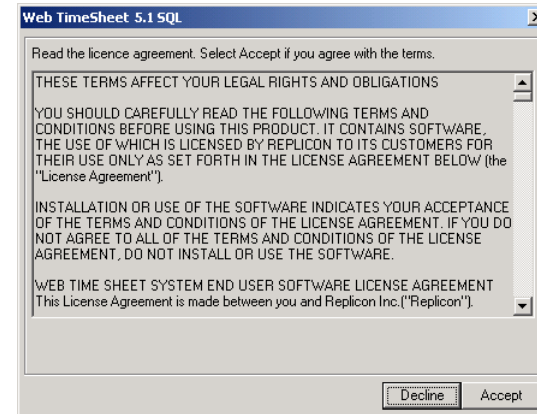 Web TimeSheet 5.1 SQL
Read the licence agreement. Select Accept if you agree with the terms.
THESE TERMS AFFECT YOUR LEGAL RIGHTS AND OBLIGATIONS
YOU SHOULD CAREFULLY READ THE FOLLOWING TERMS AND
CONDITIONS BEFORE USING THIS PRODUCT. IT CONTAINS SOFTWARE,
THE USE OF WHICH IS LICENSED BY REPLICON TO ITS CUSTOMERS FOR
THEIR USE ONLY AS SET FORTH IN THE LICENSE AGREEMENT BELOW (the
"License Agreement").
INSTALLATION OR USE OF THE SOFTWARE INDICATES YOUR ACCEPTANCE
OF THE TERMS AND CONDITIONS OF THE LICENSE AGREEMENT. IF YOU DO
NOT AGREE TO ALL OF THE TERMS AND CONDITIONS OF THE LICENSE
AGREEMENT, DO NOT INSTALL OR USE THE SOFTWARE.
WEB TIME SHEET SYSTEM END USER SOFTWARE LICENSE AGREEMENT
This License Agreement is made between you and Replicon Inc.("Replicon").
Decline Accept